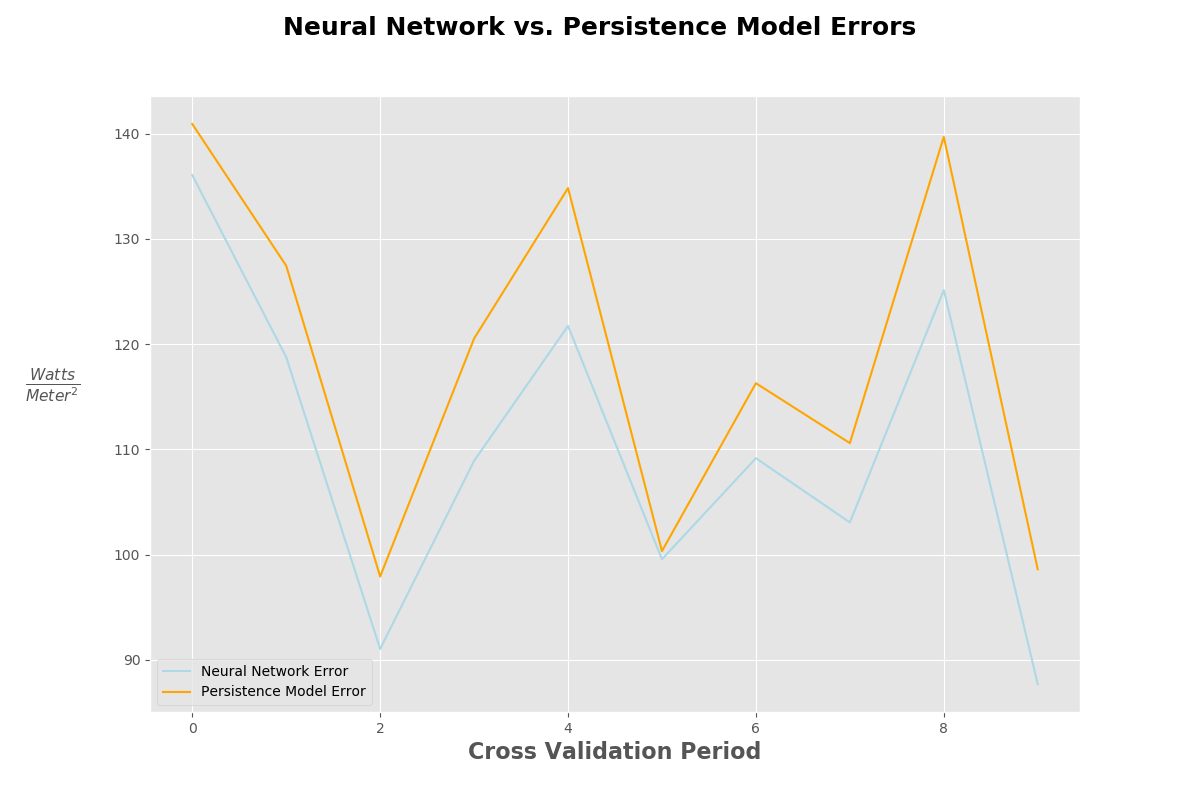 Neural Network vs. Persistence Model Errors
140
130
120
110
100
90
Watts
Meter²
Neural Network Error
Persistence Model Error
0 2 4 6 8
Cross Validation Period